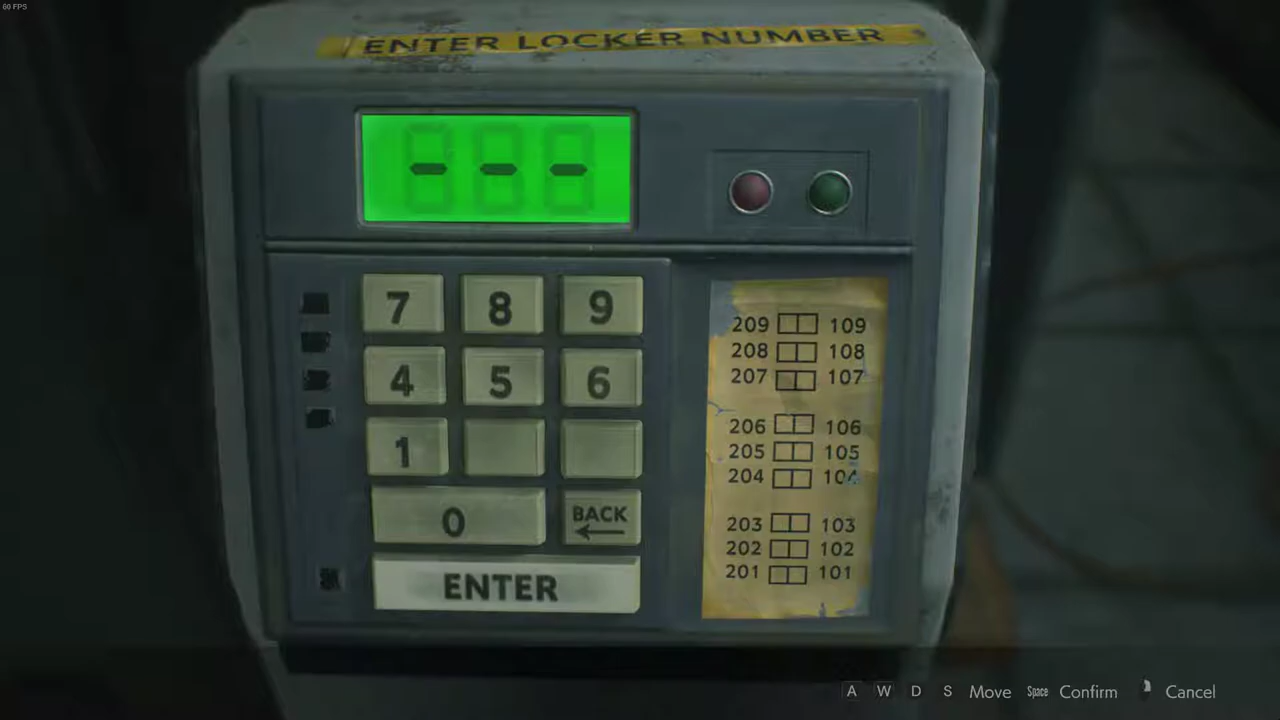 60 FPS
ENTER LOCKER NUMBER
- - -
7 8 9
4 5 6
1
0 BACK
ENTER
209 109
208 108
207 107
206 106
205 105
204 104
203 103
202 102
201 101
A W D S Move Space Confirm Cancel